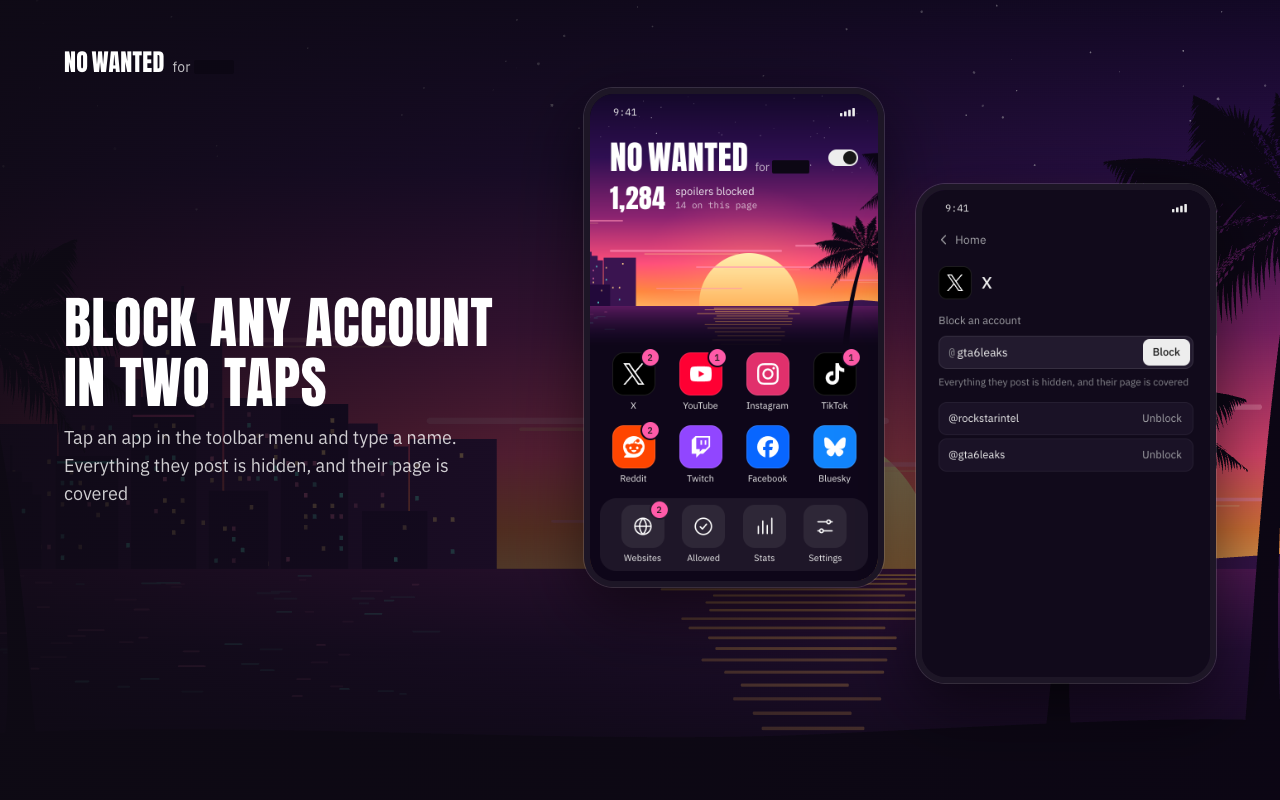 NO WANTED for
BLOCK ANY ACCOUNT
IN TWO TAPS
Tap an app in the toolbar menu and type a name.
Everything they post is hidden, and their page is
covered
9:41
NO WANTED for
1,284 spoilers blocked
14 on this page
2
1
1
X
YouTube
Instagram
TikTok
2
Reddit
Twitch
Facebook
Bluesky
2
Websites
Allowed
Stats
Settings
9:41
Home
X
Block an account
@ gta6leaks
Block
Everything they post is hidden, and their page is covered
@rockstarintel
Unblock
@gta6leaks
Unblock